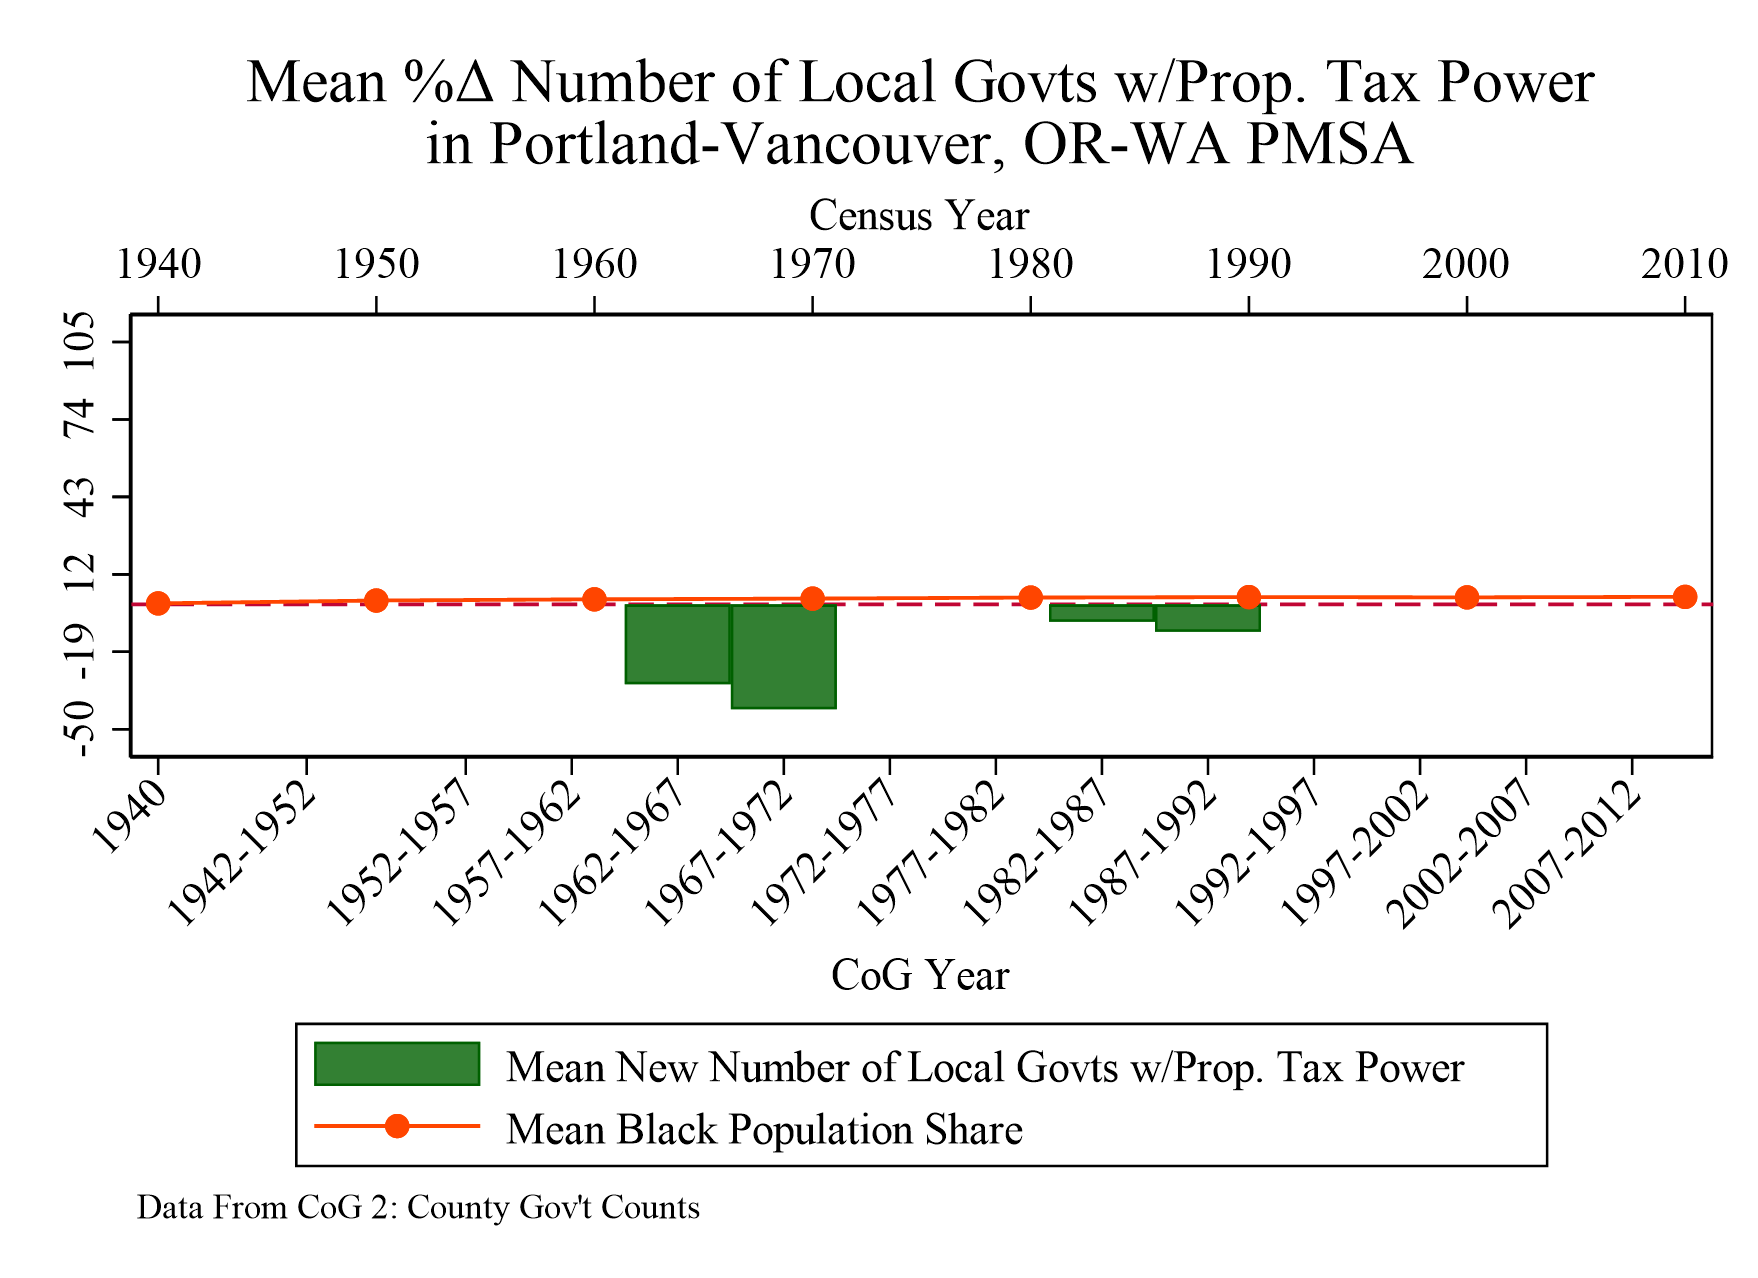 Mean %Δ Number of Local Govts w/Prop. Tax Power
in Portland-Vancouver, OR-WA PMSA
Census Year
1940 1950 1960 1970 1980 1990 2000 2010
105
74
43
12
-19
-50
1940 1942-1952 1952-1957 1957-1962 1962-1967 1967-1972 1972-1977 1977-1982 1982-1987 1987-1992 1992-1997 1997-2002 2002-2007 2007-2012
CoG Year
Mean New Number of Local Govts w/Prop. Tax Power
Mean Black Population Share
Data From CoG 2: County Gov't Counts